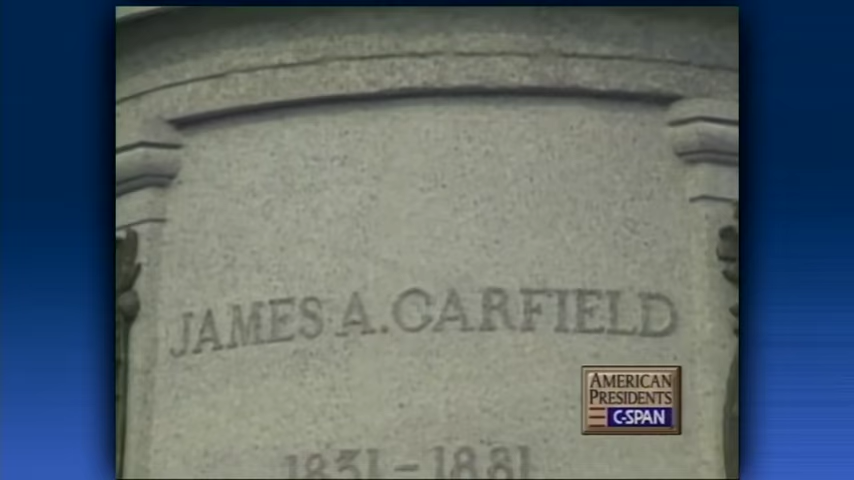 JAMES A. GARFIELD
1831–1881
AMERICAN
PRESIDENTS
C-SPAN